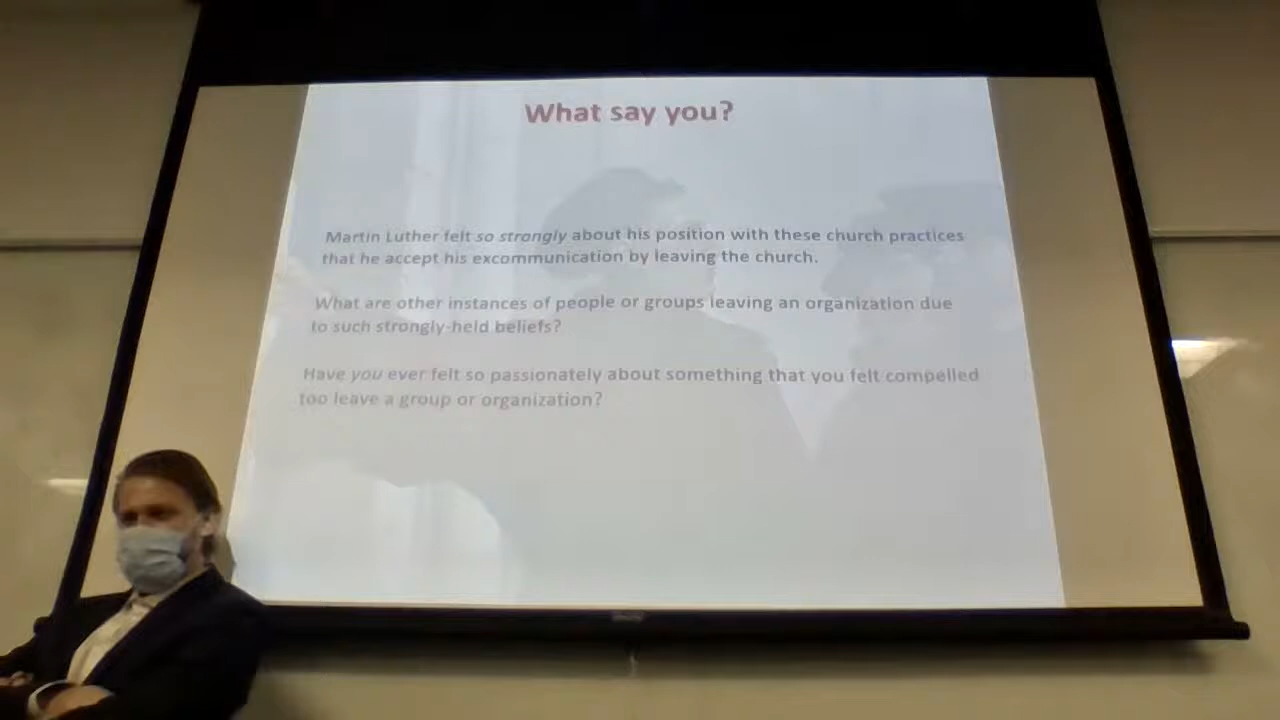 What say you?
Martin Luther felt so strongly about his position with these church practices
that he accept his excommunication by leaving the church.
What are other instances of people or groups leaving an organization due
to such strongly-held beliefs?
Have you ever felt so passionately about something that you felt compelled
too leave a group or organization?